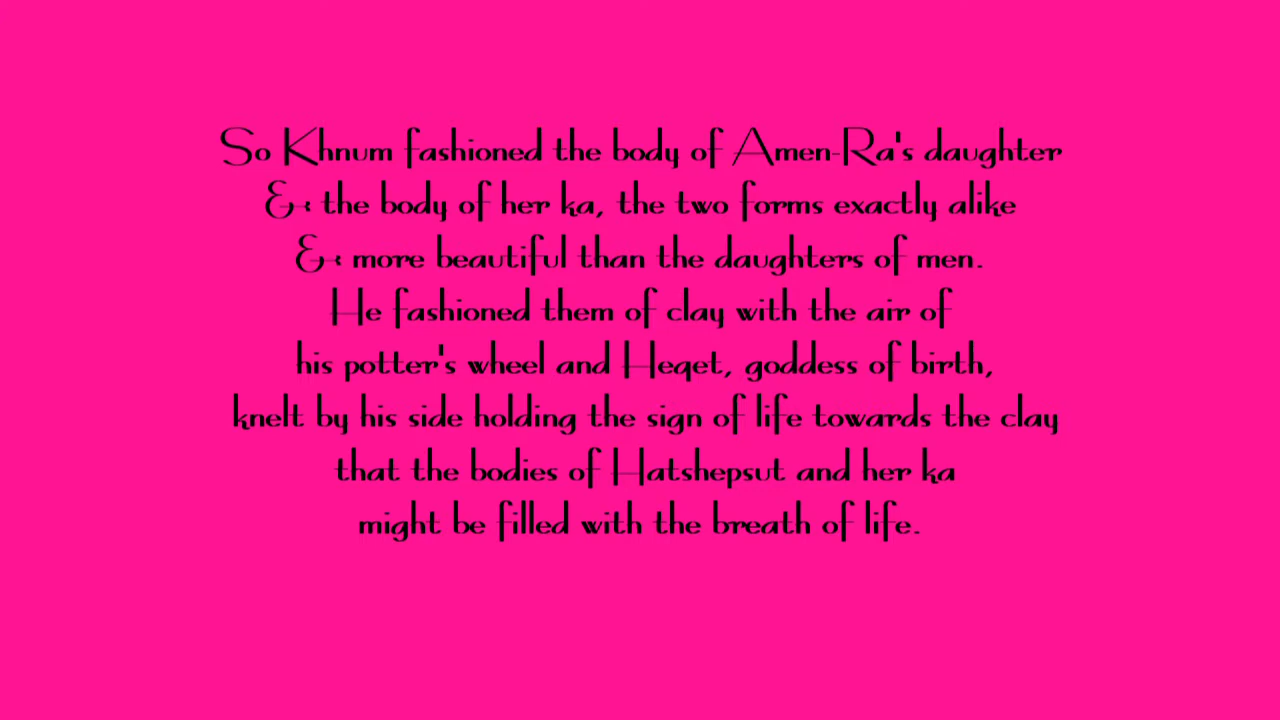 So Khnum fashioned the body of Amen-Ra's daughter
& the body of her ka, the two forms exactly alike
& more beautiful than the daughters of men.
He fashioned them of clay with the air of
his potter's wheel and Heqet, goddess of birth,
knelt by his side holding the sign of life towards the clay
that the bodies of Hatshepsut and her ka
might be filled with the breath of life.